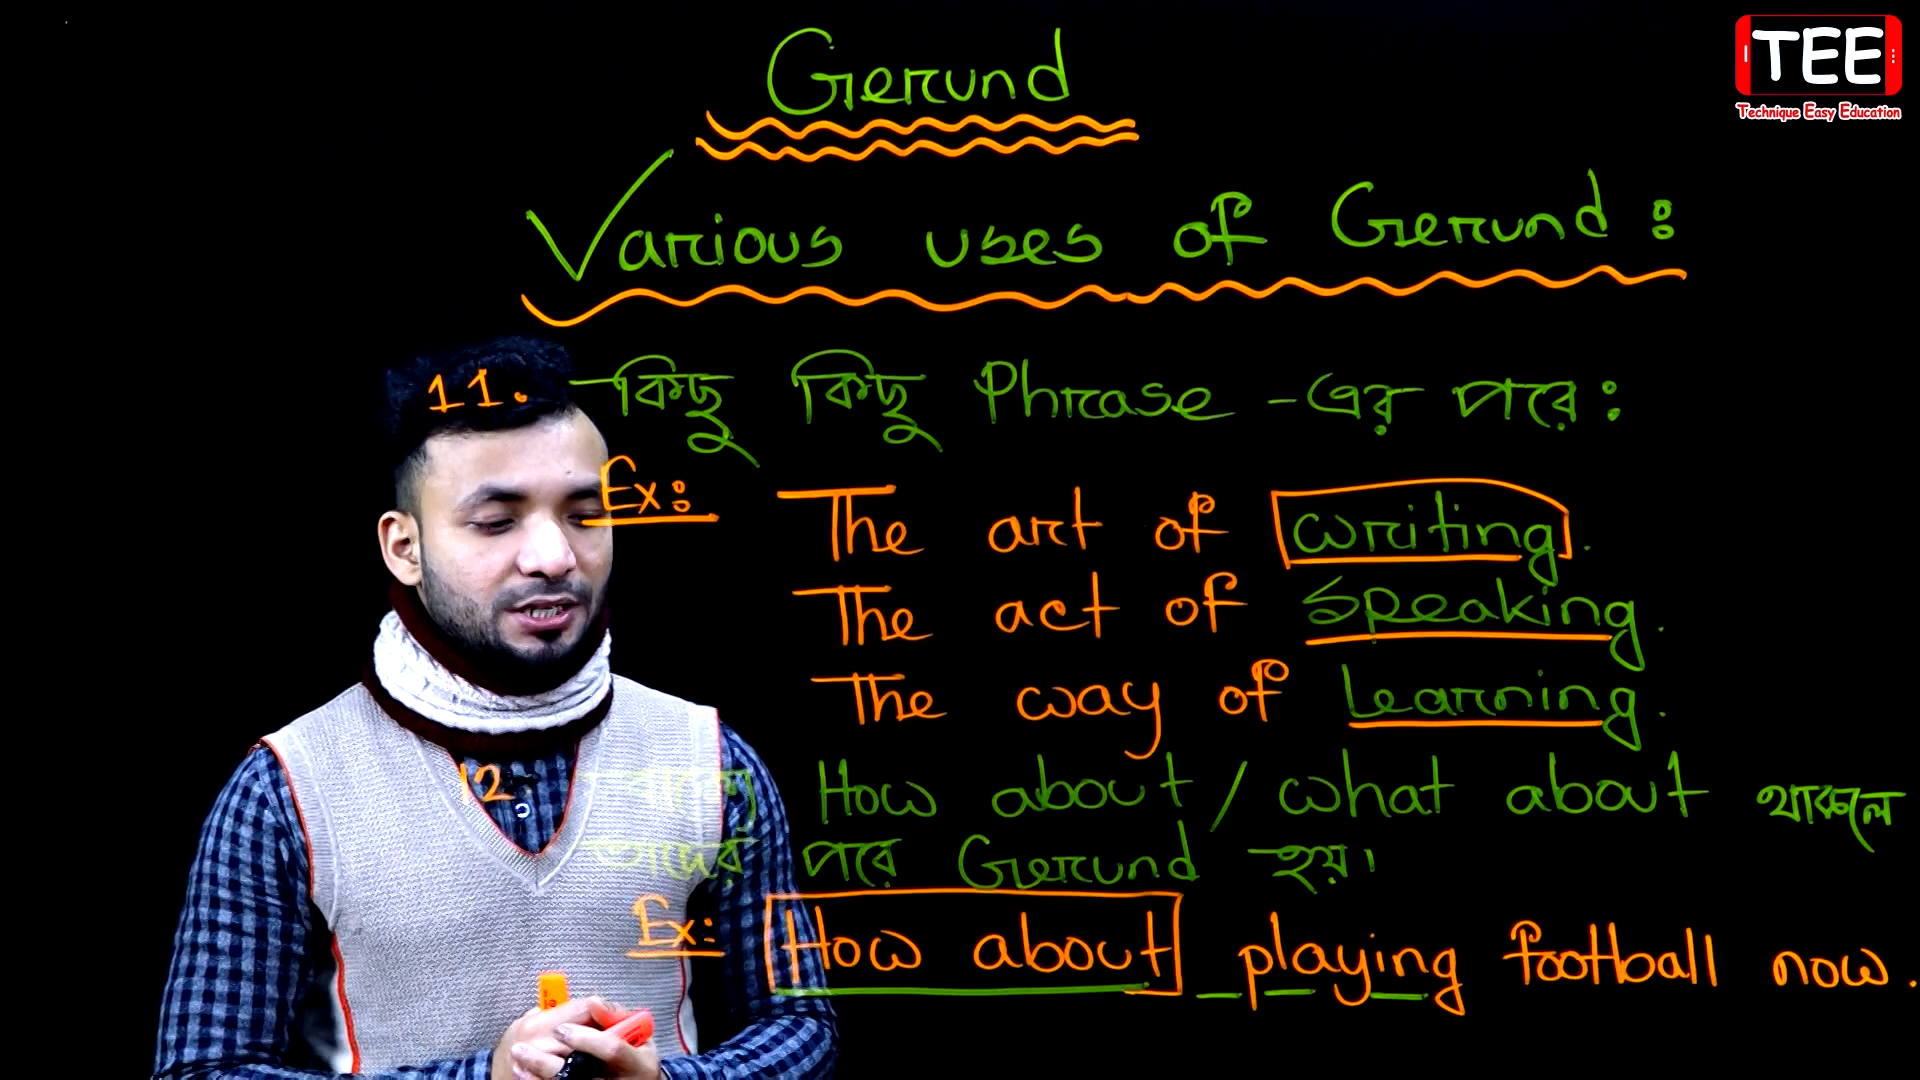 TEE
Technique Easy Education
Gerund
Various uses of Gerund :
11. কিছু কিছু Phrase - এর পরে :
Ex: The art of writing.
The act of speaking.
The way of Learning.
12. How about / what about থাকলে
তাদের পরে Gerund হয়।
Ex: How about playing football now.